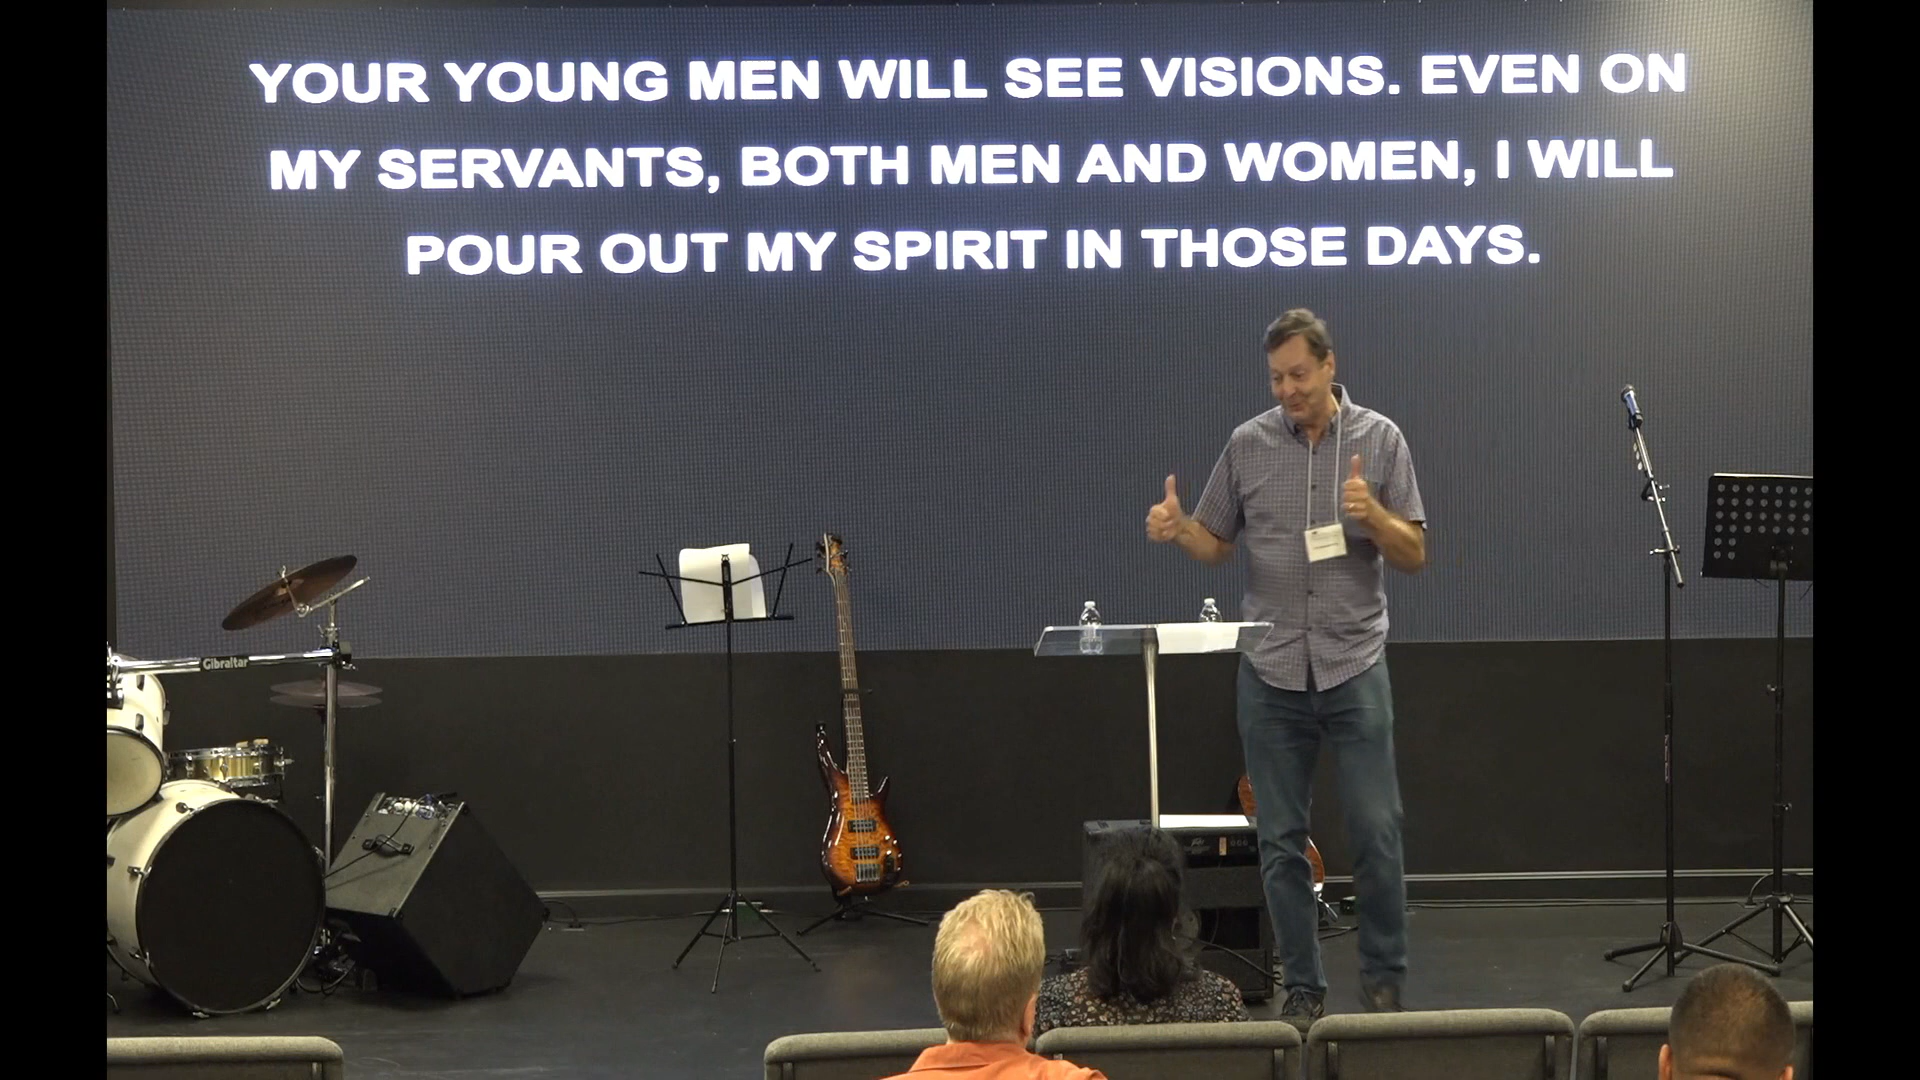 YOUR YOUNG MEN WILL SEE VISIONS. EVEN ON
MY SERVANTS, BOTH MEN AND WOMEN, I WILL
POUR OUT MY SPIRIT IN THOSE DAYS.
Gibraltar